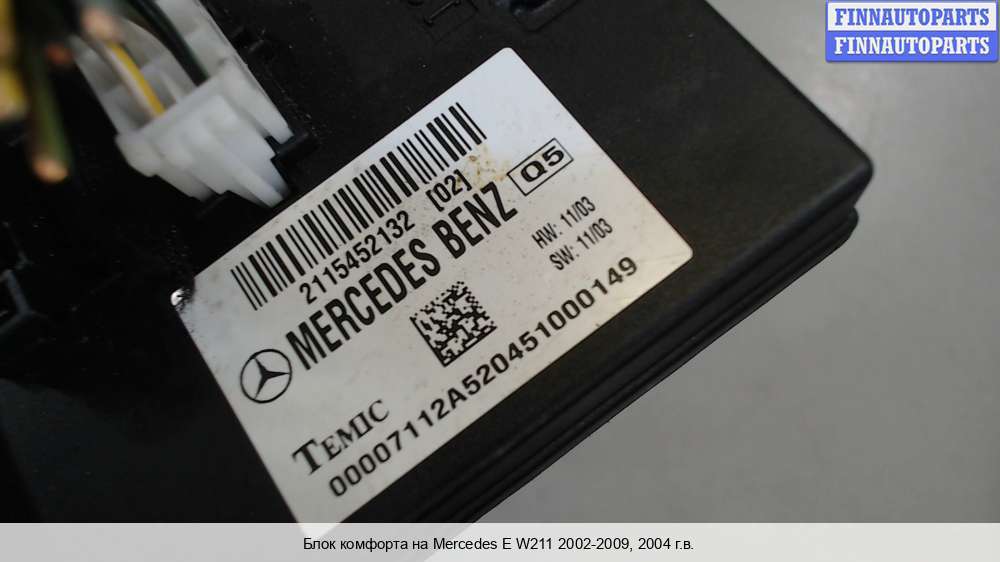 FINNAUTOPARTS
FINNAUTOPARTS
2115452132 [02]
MERCEDES BENZ Q5
HW: 11/03
SW: 11/03
TEMIC
00007112A520451000149
Блок комфорта на Mercedes E W211 2002-2009, 2004 г.в.